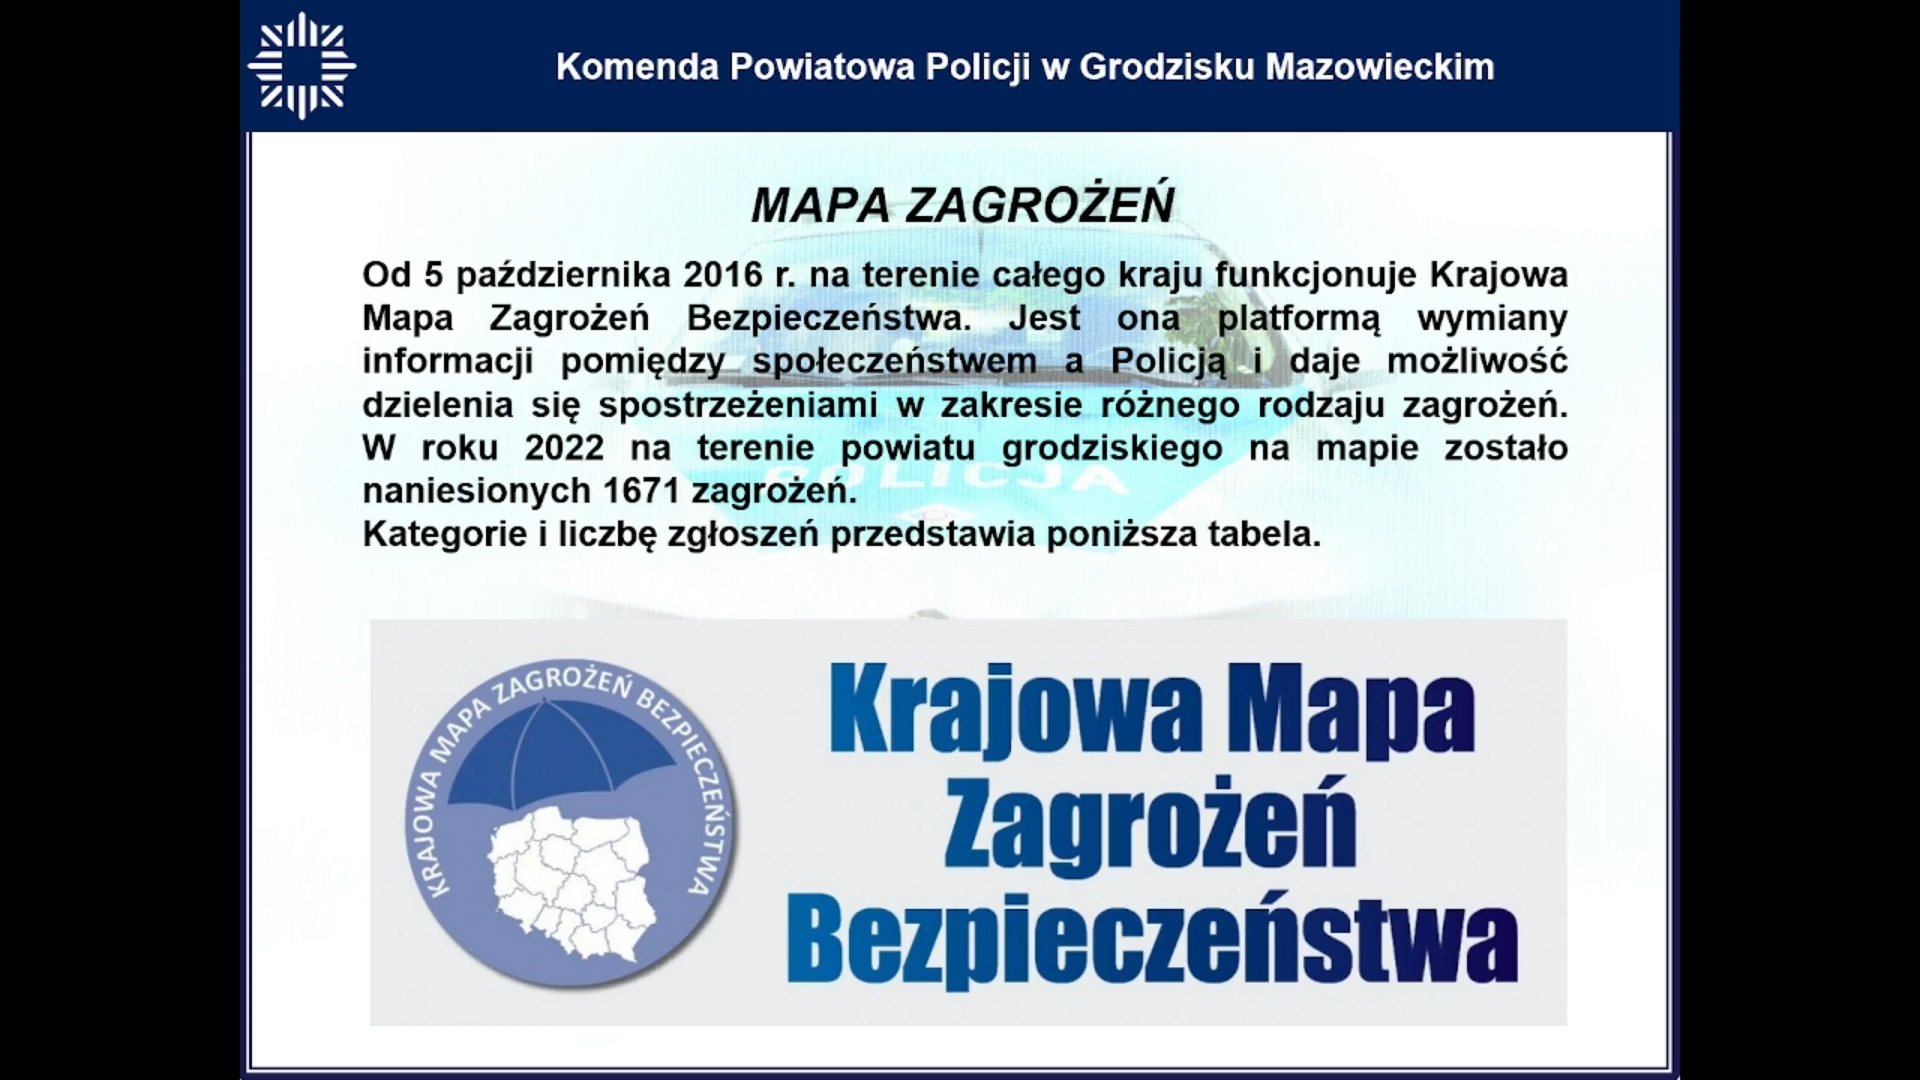 Komenda Powiatowa Policji w Grodzisku Mazowieckim
MAPA ZAGROŻEŃ
Od 5 października 2016 r. na terenie całego kraju funkcjonuje Krajowa
Mapa Zagrożeń Bezpieczeństwa. Jest ona platformą wymiany
informacji pomiędzy społeczeństwem a Policją i daje możliwość
dzielenia się spostrzeżeniami w zakresie różnego rodzaju zagrożeń.
W roku 2022 na terenie powiatu grodziskiego na mapie zostało
naniesionych 1671 zagrożeń.
Kategorie i liczbę zgłoszeń przedstawia poniższa tabela.
POLICJA
KRAJOWA MAPA ZAGROŻEŃ BEZPIECZEŃSTWA
Krajowa Mapa
Zagrożeń
Bezpieczeństwa